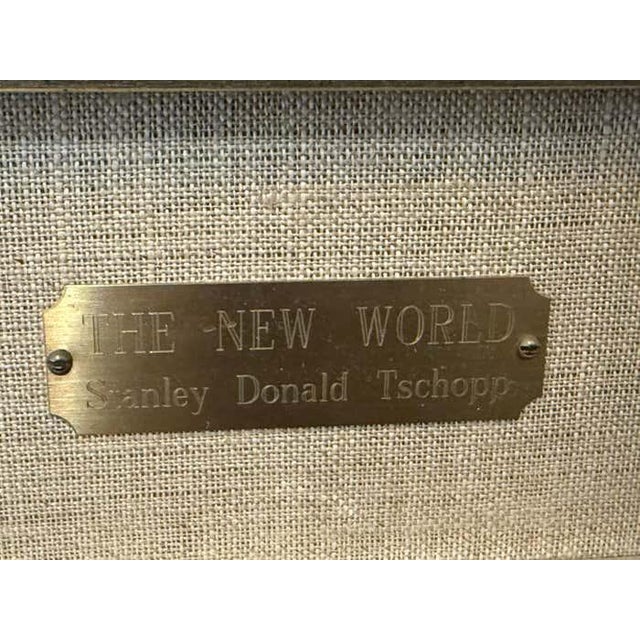 THE NEW WORLD
Stanley Donald Tschopp